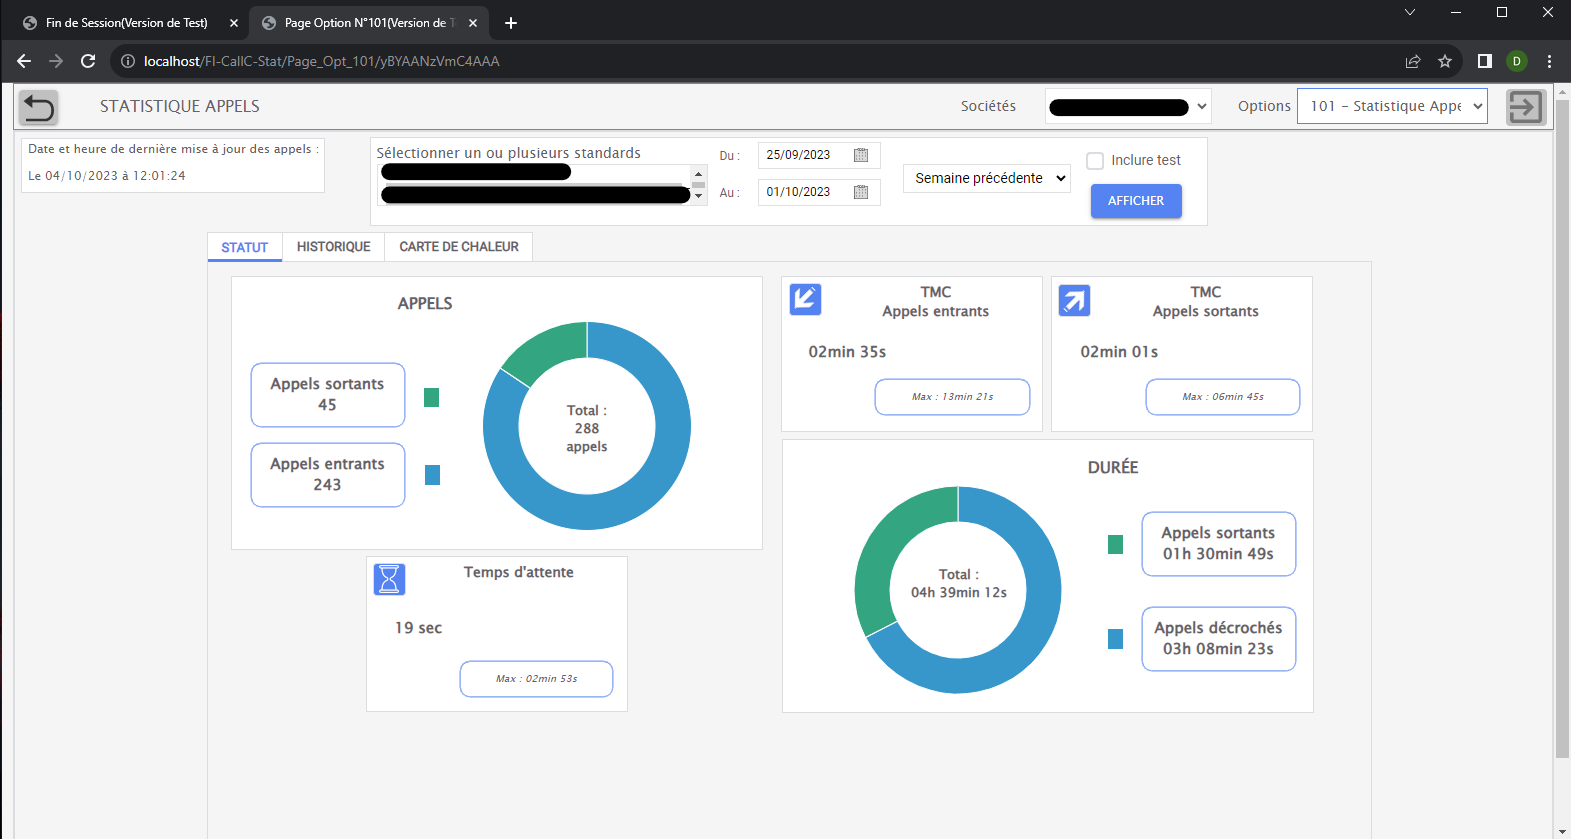 Fin de Session(Version de Test)
Page Option N°101(Version de T
localhost/FI-CallC-Stat/Page_Opt_101/yBYAANzVmC4AAA
D
STATISTIQUE APPELS
Sociétés
Options
101 - Statistique Appe
Date et heure de dernière mise à jour des appels :
Le 04/10/2023 à 12:01:24
Sélectionner un ou plusieurs standards
Du :
25/09/2023
Au :
01/10/2023
Semaine précédente
Inclure test
AFFICHER
STATUT
HISTORIQUE
CARTE DE CHALEUR
APPELS
Appels sortants
45
Appels entrants
243
Total :
288
appels
TMC
Appels entrants
02min 35s
Max : 13min 21s
TMC
Appels sortants
02min 01s
Max : 06min 45s
Temps d'attente
19 sec
Max : 02min 53s
DURÉE
Total :
04h 39min 12s
Appels sortants
01h 30min 49s
Appels décrochés
03h 08min 23s